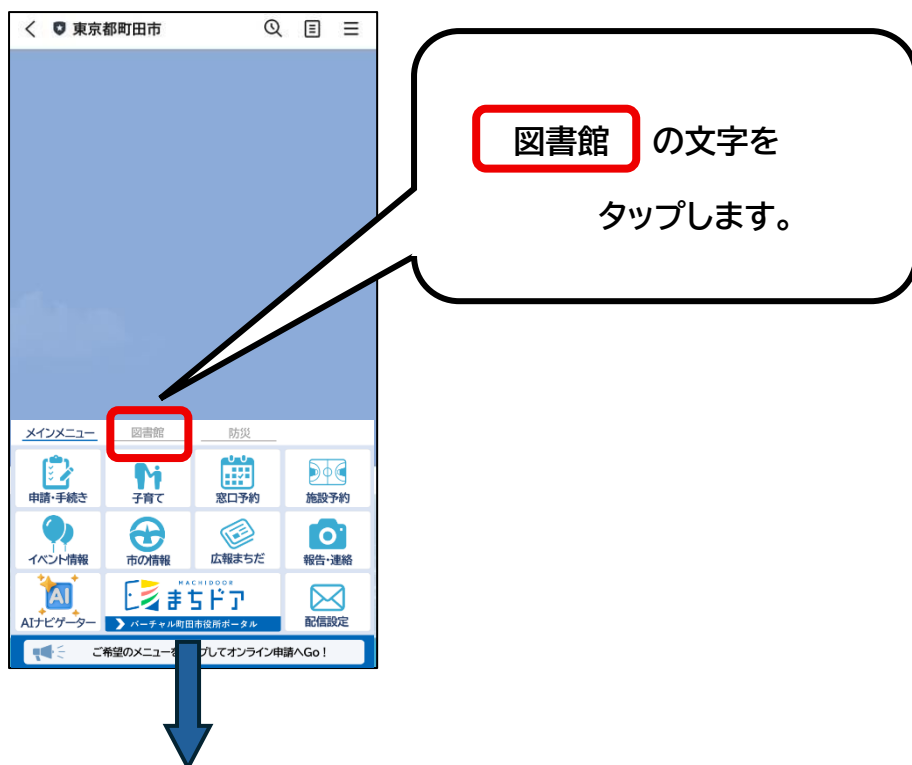 東京都町田市
図書館 の文字を
タップします。
メインメニュー 図書館 防災
申請・手続き 子育て 窓口予約 施設予約
イベント情報 市の情報 広報まちだ 報告・連絡
AI
MACHIDOOR
まちドア
AIナビゲーター バーチャル町田市役所ポータル 配信設定
ご希望のメニューを プしてオンライン申請へGo!